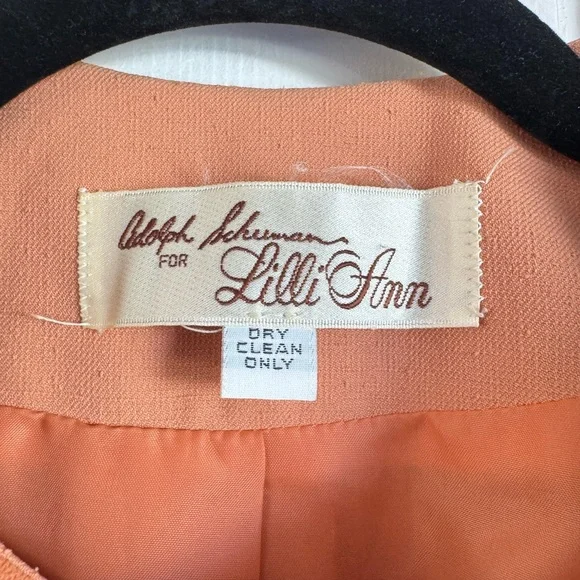 Adolph Schuman
FOR
Lilli Ann
DRY
CLEAN
ONLY